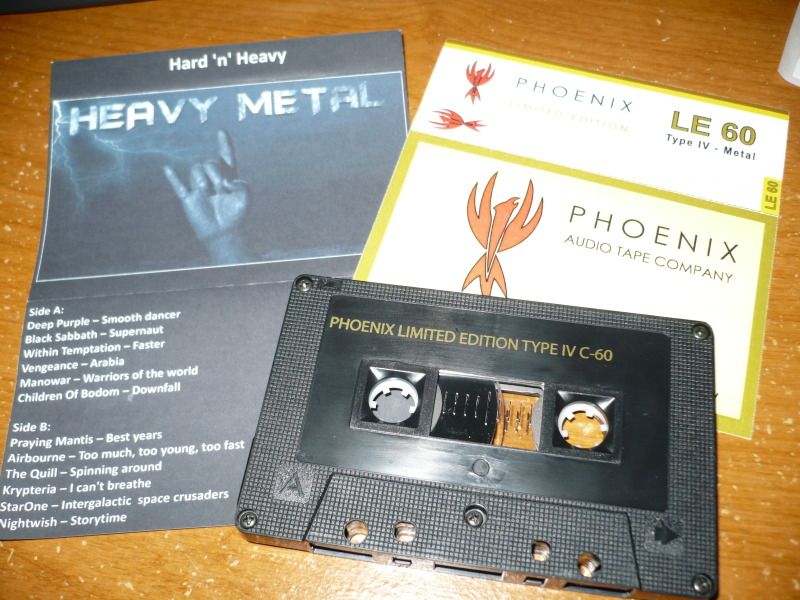 Hard 'n' Heavy
HEAVY METAL
Side A:
Deep Purple – Smooth dancer
Black Sabbath – Supernaut
Within Temptation – Faster
Vengeance – Arabia
Manowar – Warriors of the world
Children Of Bodom – Downfall
Side B:
Praying Mantis – Best years
Airbourne – Too much, too young, too fast
The Quill – Spinning around
Krypteria – I can't breathe
StarOne – Intergalactic space crusaders
Nightwish – Storytime
PHOENIX
LIMITED EDITION
LE 60
Type IV - Metal
LE 60
PHOENIX
AUDIO TAPE COMPANY
PHOENIX LIMITED EDITION TYPE IV C-60
A